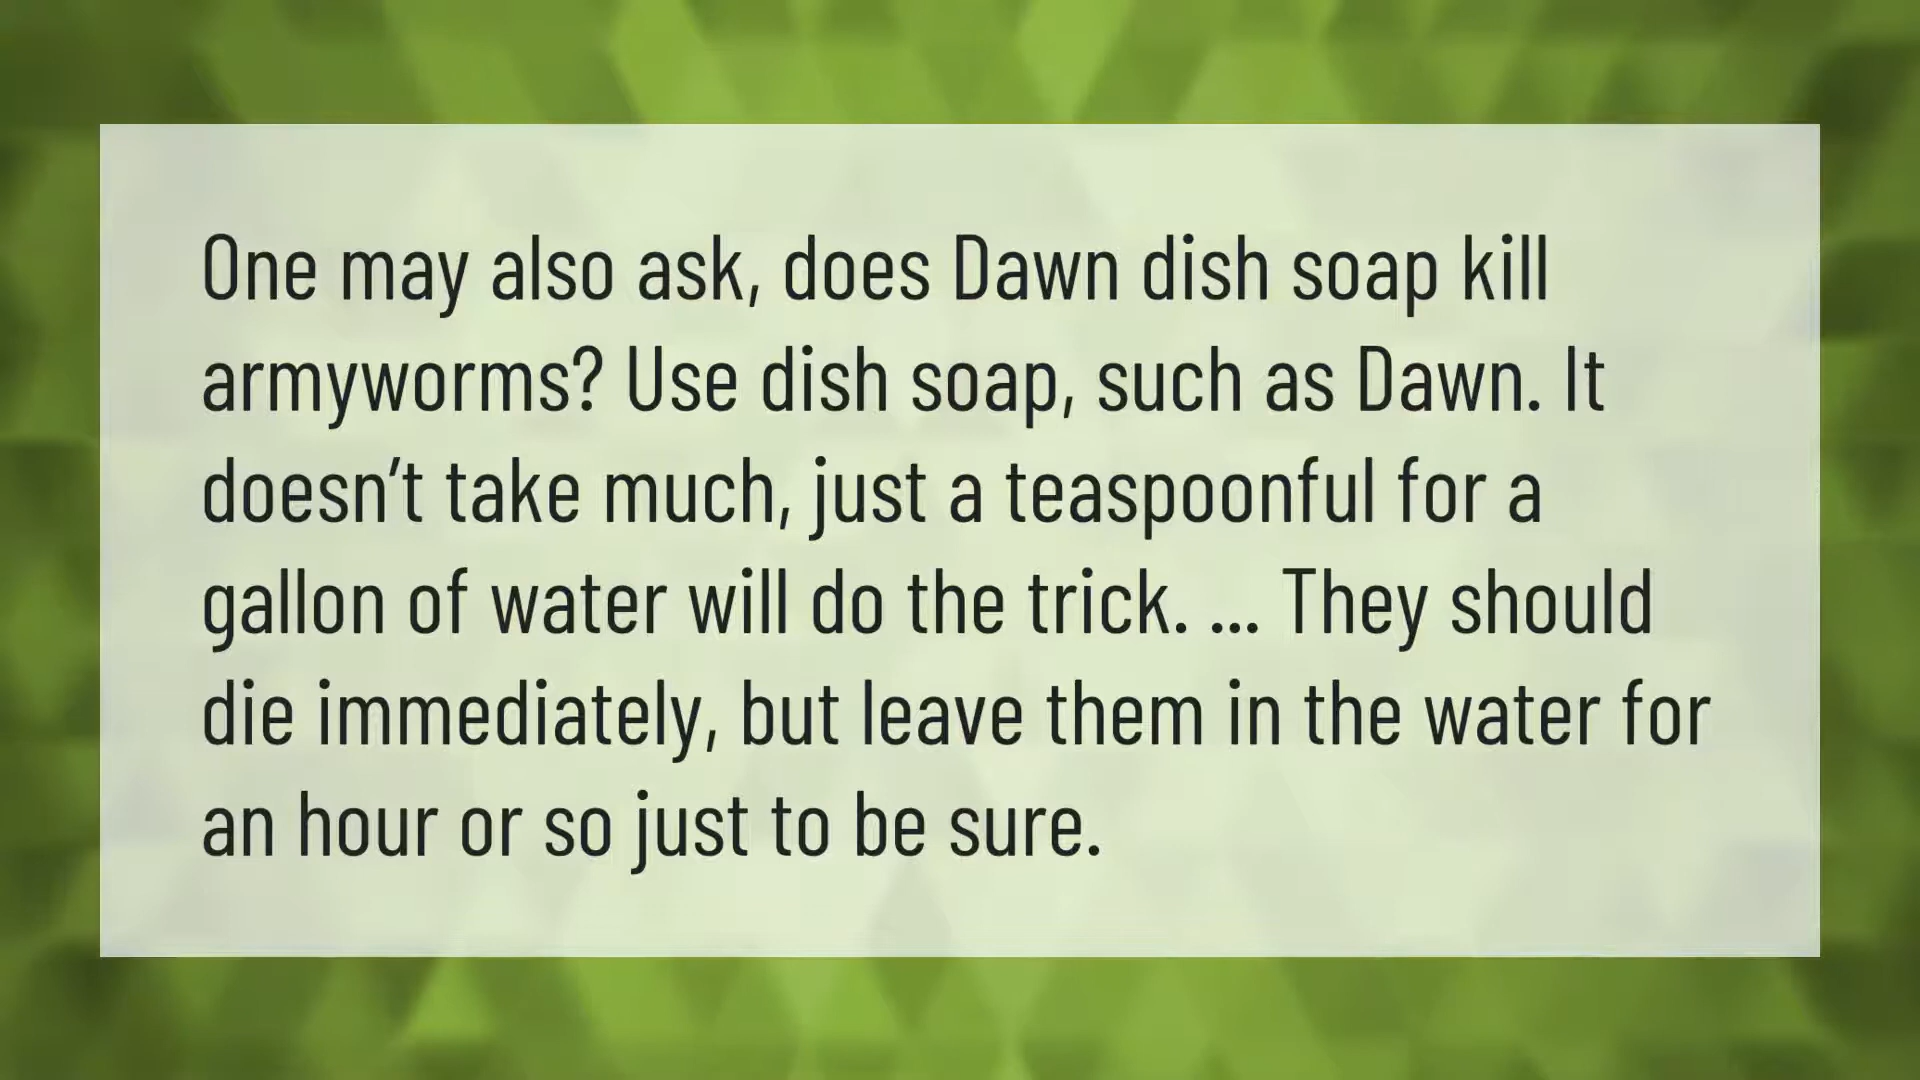 One may also ask, does Dawn dish soap kill
armyworms? Use dish soap, such as Dawn. It
doesn’t take much, just a teaspoonful for a
gallon of water will do the trick. ... They should
die immediately, but leave them in the water for
an hour or so just to be sure.